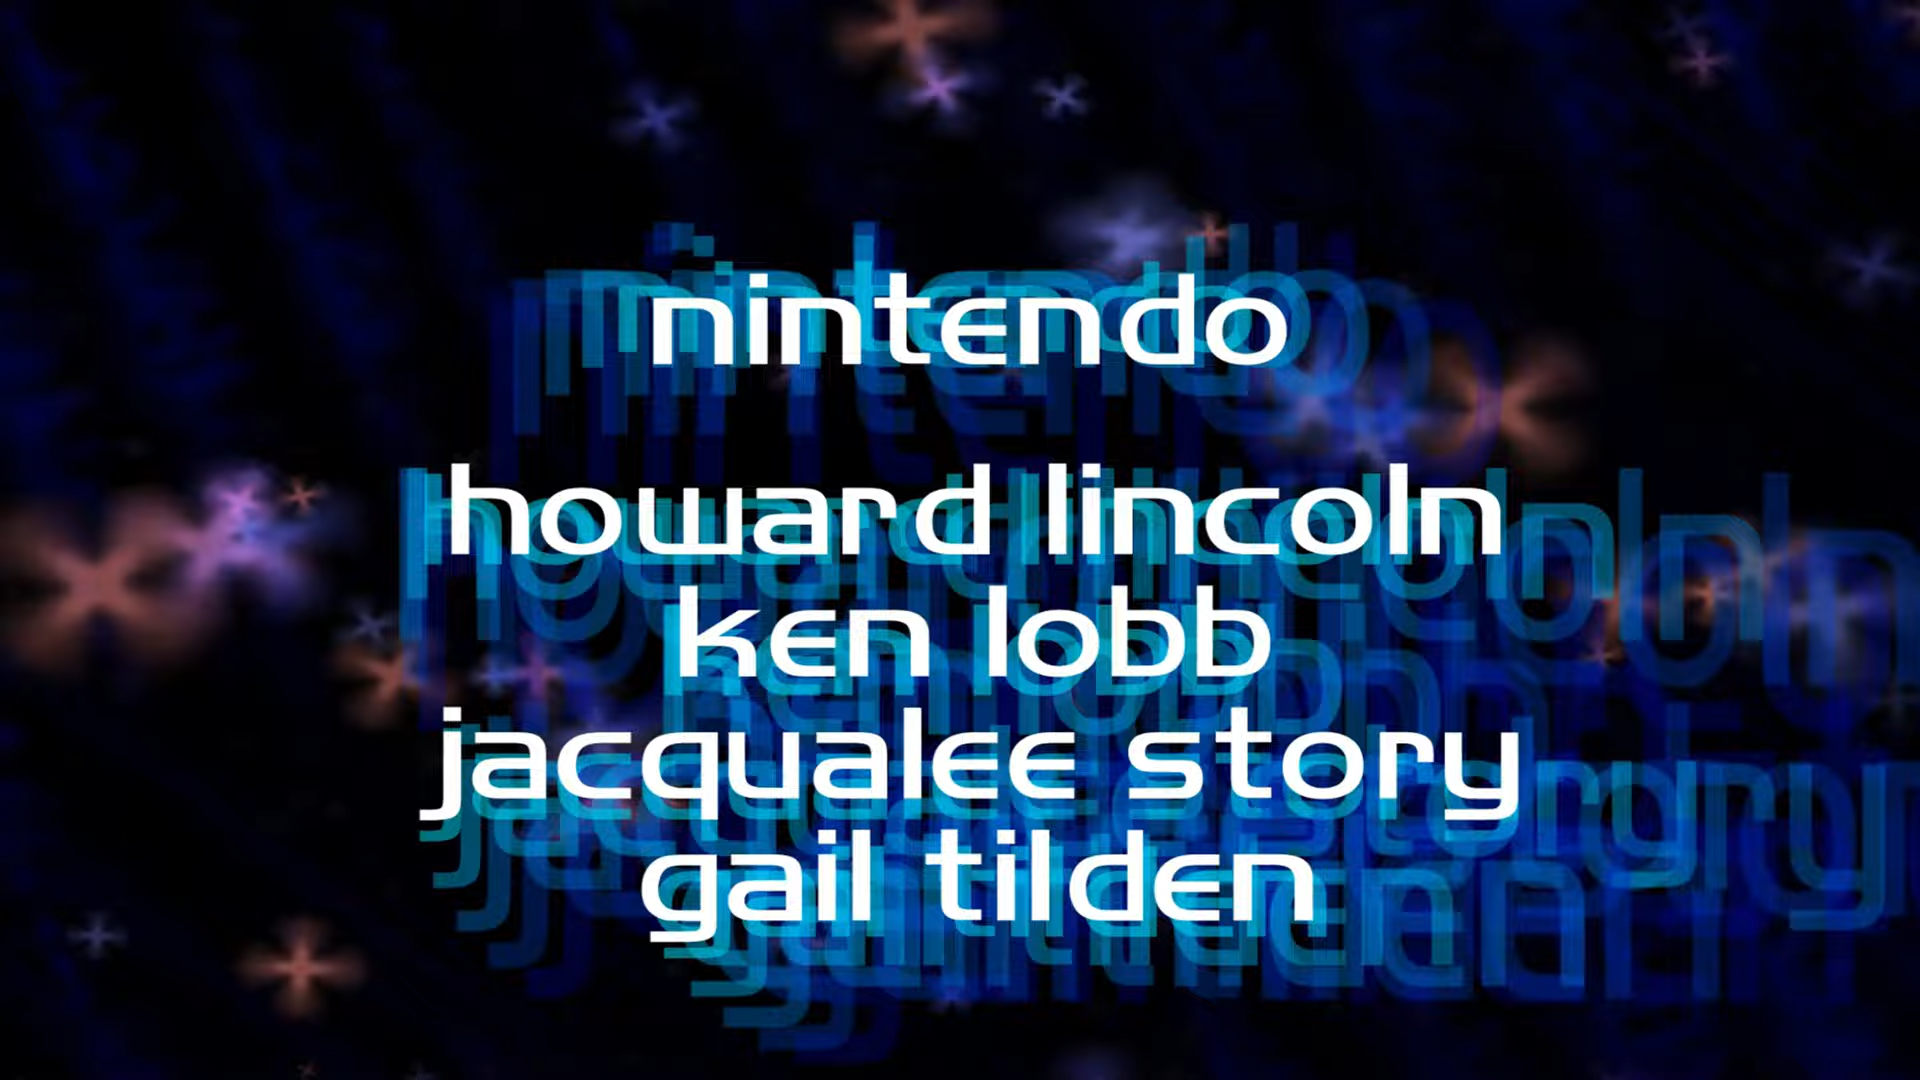 nintendo
howard lincoln
ken lobb
jacqualee story
gail tilden